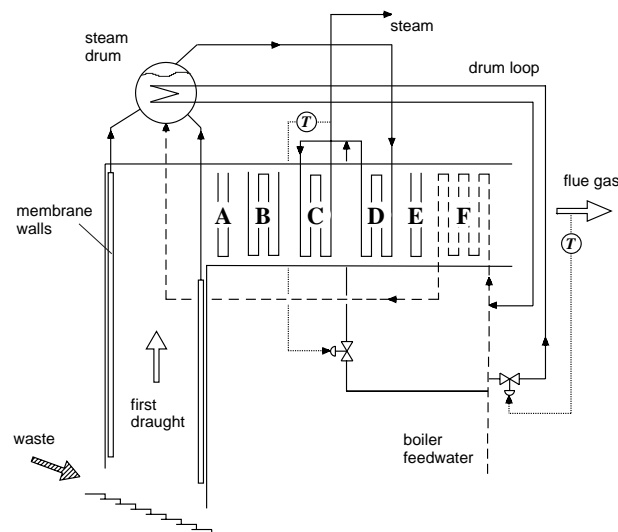 steam
steam
drum
drum loop
T
flue gas
membrane
walls
A
B
C
D
E
F
T
first
draught
waste
boiler
feedwater